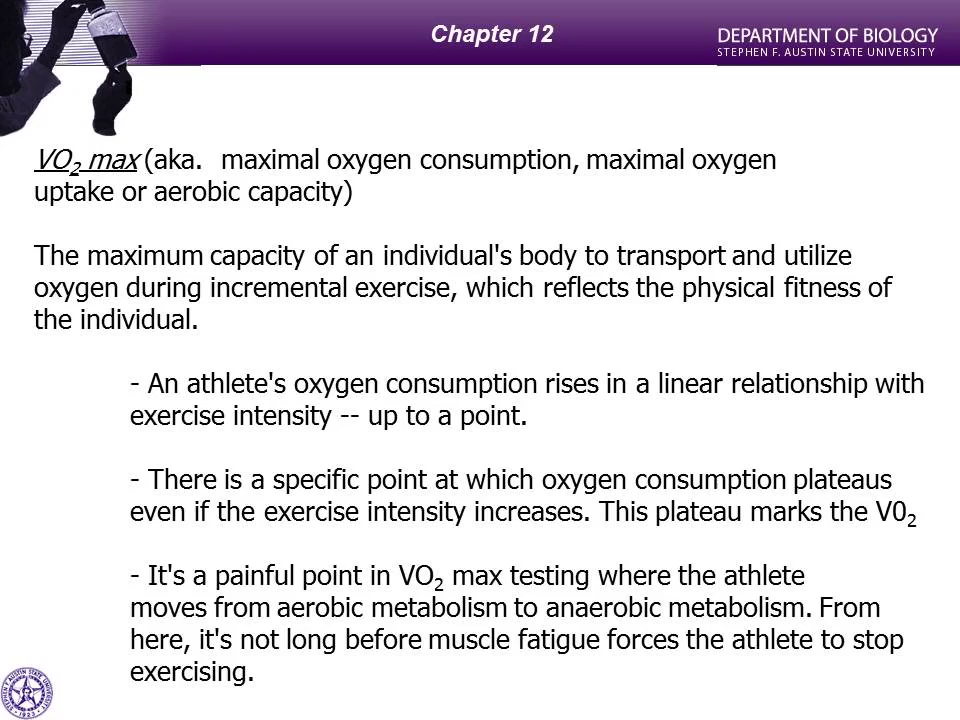 Chapter 12
DEPARTMENT OF BIOLOGY
STEPHEN F. AUSTIN STATE UNIVERSITY
VO2 max (aka. maximal oxygen consumption, maximal oxygen
uptake or aerobic capacity)
The maximum capacity of an individual's body to transport and utilize
oxygen during incremental exercise, which reflects the physical fitness of
the individual.
- An athlete's oxygen consumption rises in a linear relationship with
exercise intensity -- up to a point.
- There is a specific point at which oxygen consumption plateaus
even if the exercise intensity increases. This plateau marks the V02
- It's a painful point in VO2 max testing where the athlete
moves from aerobic metabolism to anaerobic metabolism. From
here, it's not long before muscle fatigue forces the athlete to stop
exercising.
STEPHEN F. AUSTIN STATE UNIVERSITY
1923